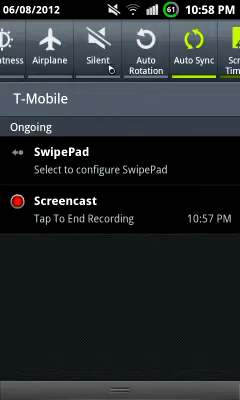 06/08/2012 61 10:58 PM
ntness Airplane Silent Auto Rotation Auto Sync Scr Tim
T-Mobile
Ongoing
SwipePad
Select to configure SwipePad
Screencast
Tap To End Recording 10:57 PM